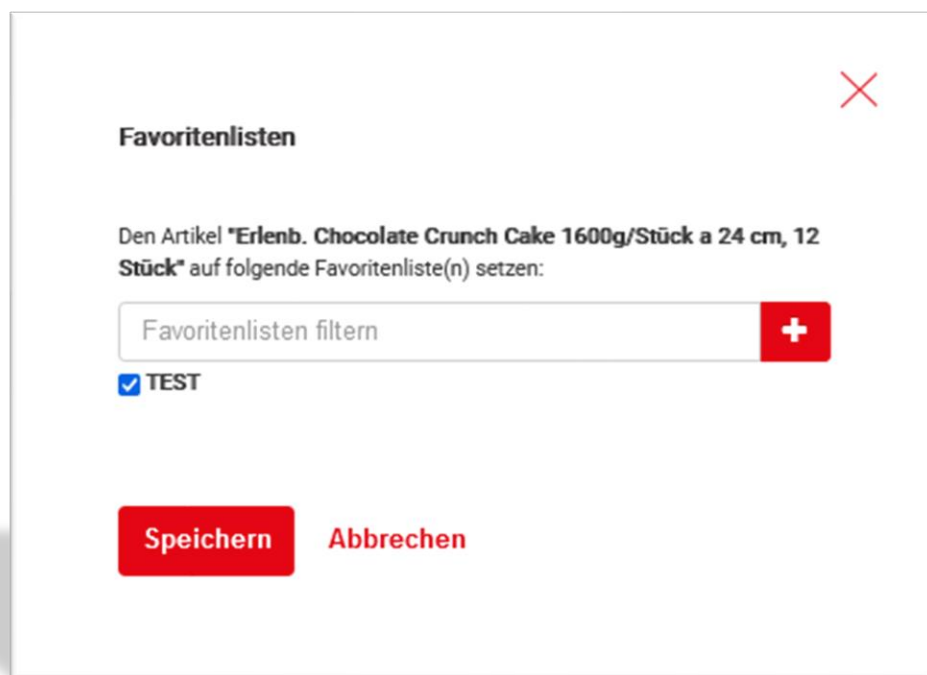 Favoritenlisten
Den Artikel "Erlenb. Chocolate Crunch Cake 1600g/Stück a 24 cm, 12
Stück" auf folgende Favoritenliste(n) setzen:
Favoritenlisten filtern
TEST
Speichern Abbrechen